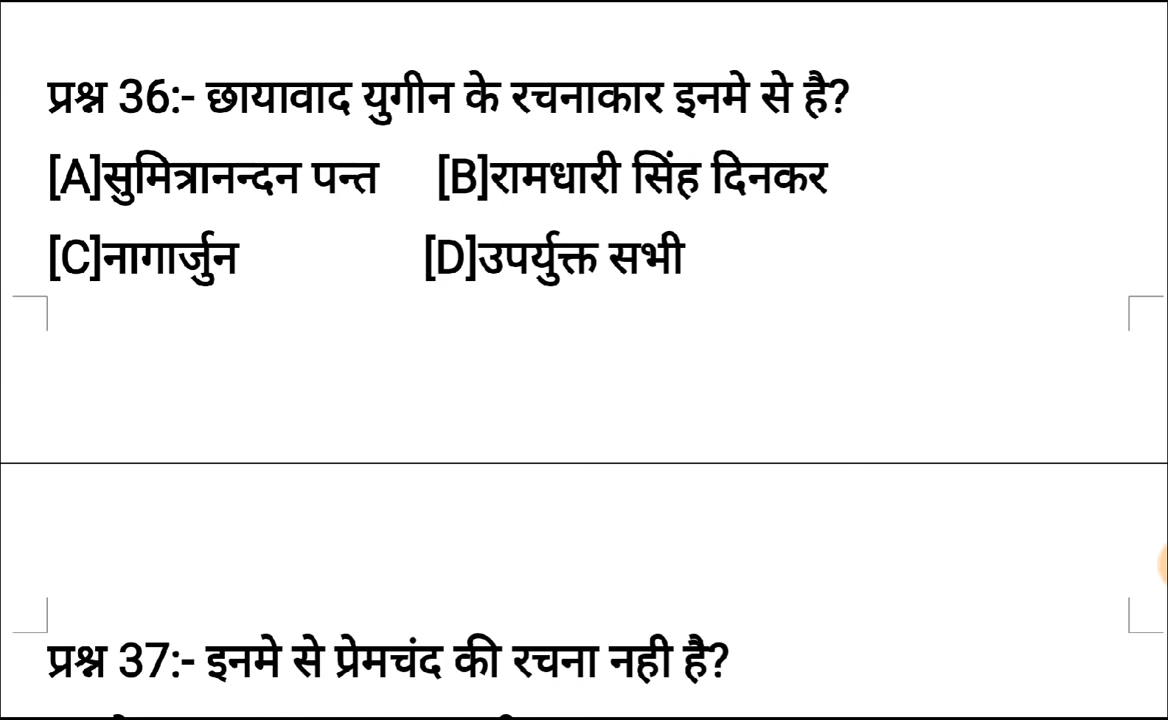 प्रश्न 36:- छायावाद युगीन के रचनाकार इनमे से है?
[A]सुमित्रानन्दन पन्त [B]रामधारी सिंह दिनकर
[C]नागार्जुन [D]उपर्युक्त सभी
प्रश्न 37:- इनमे से प्रेमचंद की रचना नही है?